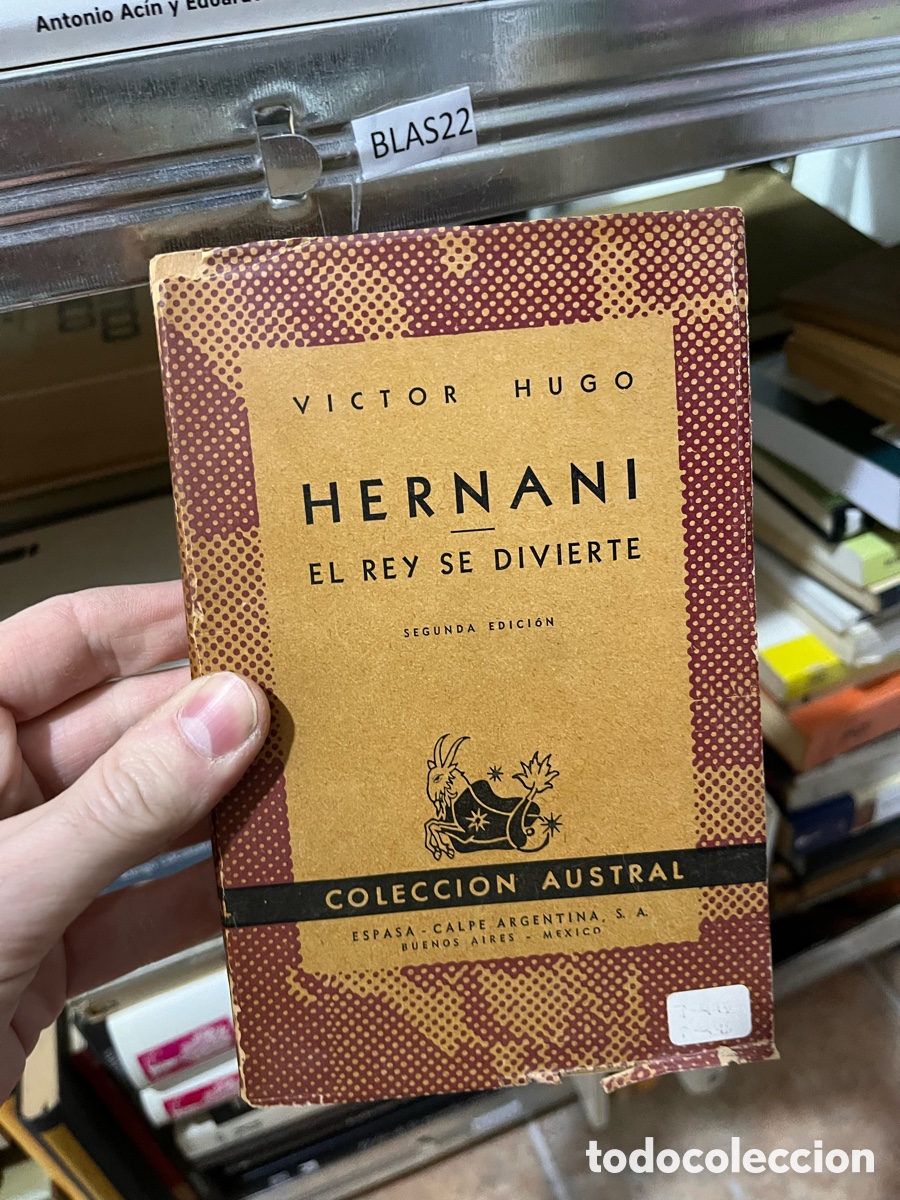 Antonio Acín y
BLAS22
VICTOR HUGO
HERNANI
EL REY SE DIVIERTE
SEGUNDA EDICIÓN
COLECCION AUSTRAL
ESPASA - CALPE ARGENTINA, S. A.
BUENOS AIRES - MEXICO
todocoleccion